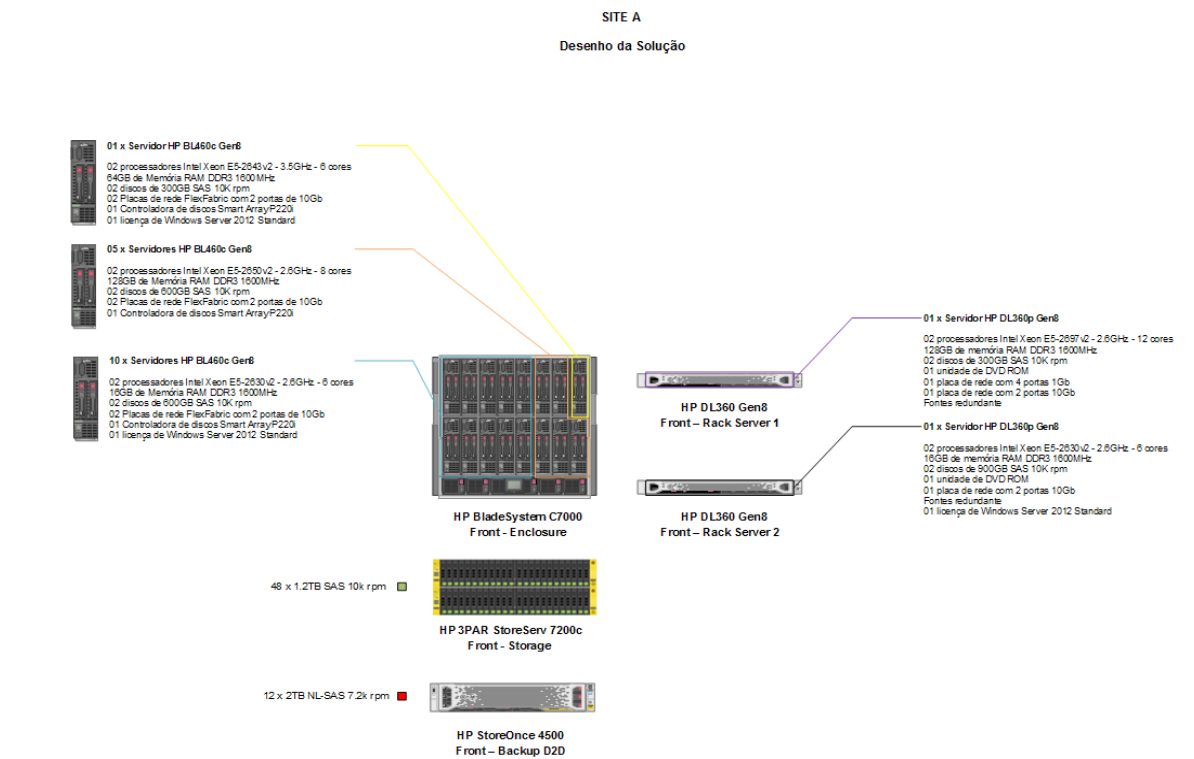 SITE A
Desenho da Solução
01 x Servidor HP BL460c Gen8
02 processadores Intel Xeon E5-2643v2 - 3.5GHz - 6 cores
64GB de Memória RAM DDR3 1600MHz
02 discos de 300GB SAS 10K rpm
02 Placas de rede FlexFabric com 2 portas de 10Gb
01 Controladora de discos Smart Array P220i
01 licença de Windows Server 2012 Standard
05 x Servidores HP BL460c Gen8
02 processadores Intel Xeon E5-2650v2 - 2.6GHz - 8 cores
128GB de Memória RAM DDR3 1600MHz
02 discos de 600GB SAS 10K rpm
02 Placas de rede FlexFabric com 2 portas de 10Gb
01 Controladora de discos Smart Array P220i
10 x Servidores HP BL460c Gen8
02 processadores Intel Xeon E5-2630v2 - 2.6GHz - 6 cores
16GB de Memória RAM DDR3 1600MHz
02 discos de 600GB SAS 10K rpm
02 Placas de rede FlexFabric com 2 portas de 10Gb
01 Controladora de discos Smart Array P220i
01 licença de Windows Server 2012 Standard
HP BladeSystem C7000
Front - Enclosure
HP DL360 Gen8
Front – Rack Server 1
HP DL360 Gen8
Front – Rack Server 2
01 x Servidor HP DL360p Gen8
02 processadores Intel Xeon E5-2697v2 - 2.6GHz - 12 cores
128GB de memória RAM DDR3 1600MHz
02 discos de 300GB SAS 10K rpm
01 unidade de DVD ROM
01 placa de rede com 4 portas 1Gb
01 placa de rede com 2 portas 10Gb
Fontes redundante
01 x Servidor HP DL360p Gen8
02 processadores Intel Xeon E5-2630v2 - 2.6GHz - 6 cores
16GB de memória RAM DDR3 1600MHz
02 discos de 900GB SAS 10K rpm
01 unidade de DVD ROM
01 placa de rede com 2 portas 10Gb
Fontes redundante
01 licença de Windows Server 2012 Standard
48 x 1.2TB SAS 10k rpm
HP 3PAR StoreServ 7200c
Front - Storage
12 x 2TB NL-SAS 7.2k rpm
HP StoreOnce 4500
Front – Backup D2D